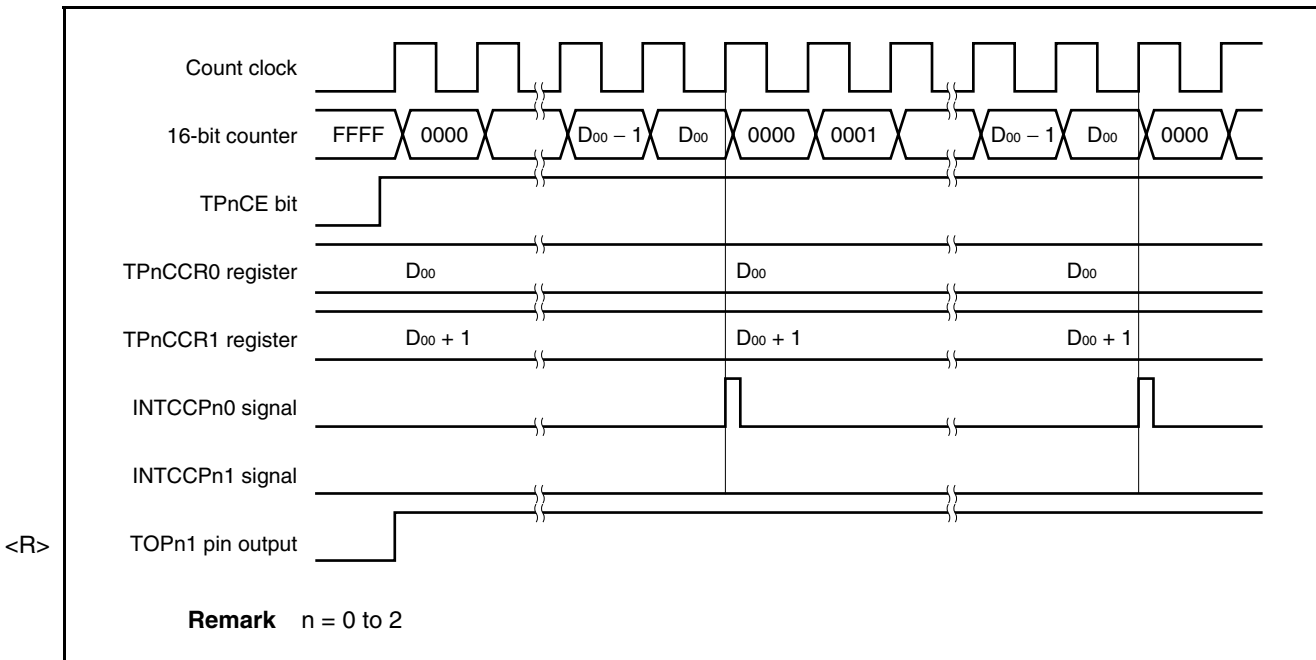 Count clock
16-bit counter FFFF 0000 D00 − 1 D00 0000 0001 D00 − 1 D00 0000
TPnCE bit
TPnCCR0 register D00 D00 D00
TPnCCR1 register D00 + 1 D00 + 1 D00 + 1
INTCCPn0 signal
INTCCPn1 signal
<R> TOPn1 pin output
Remark n = 0 to 2